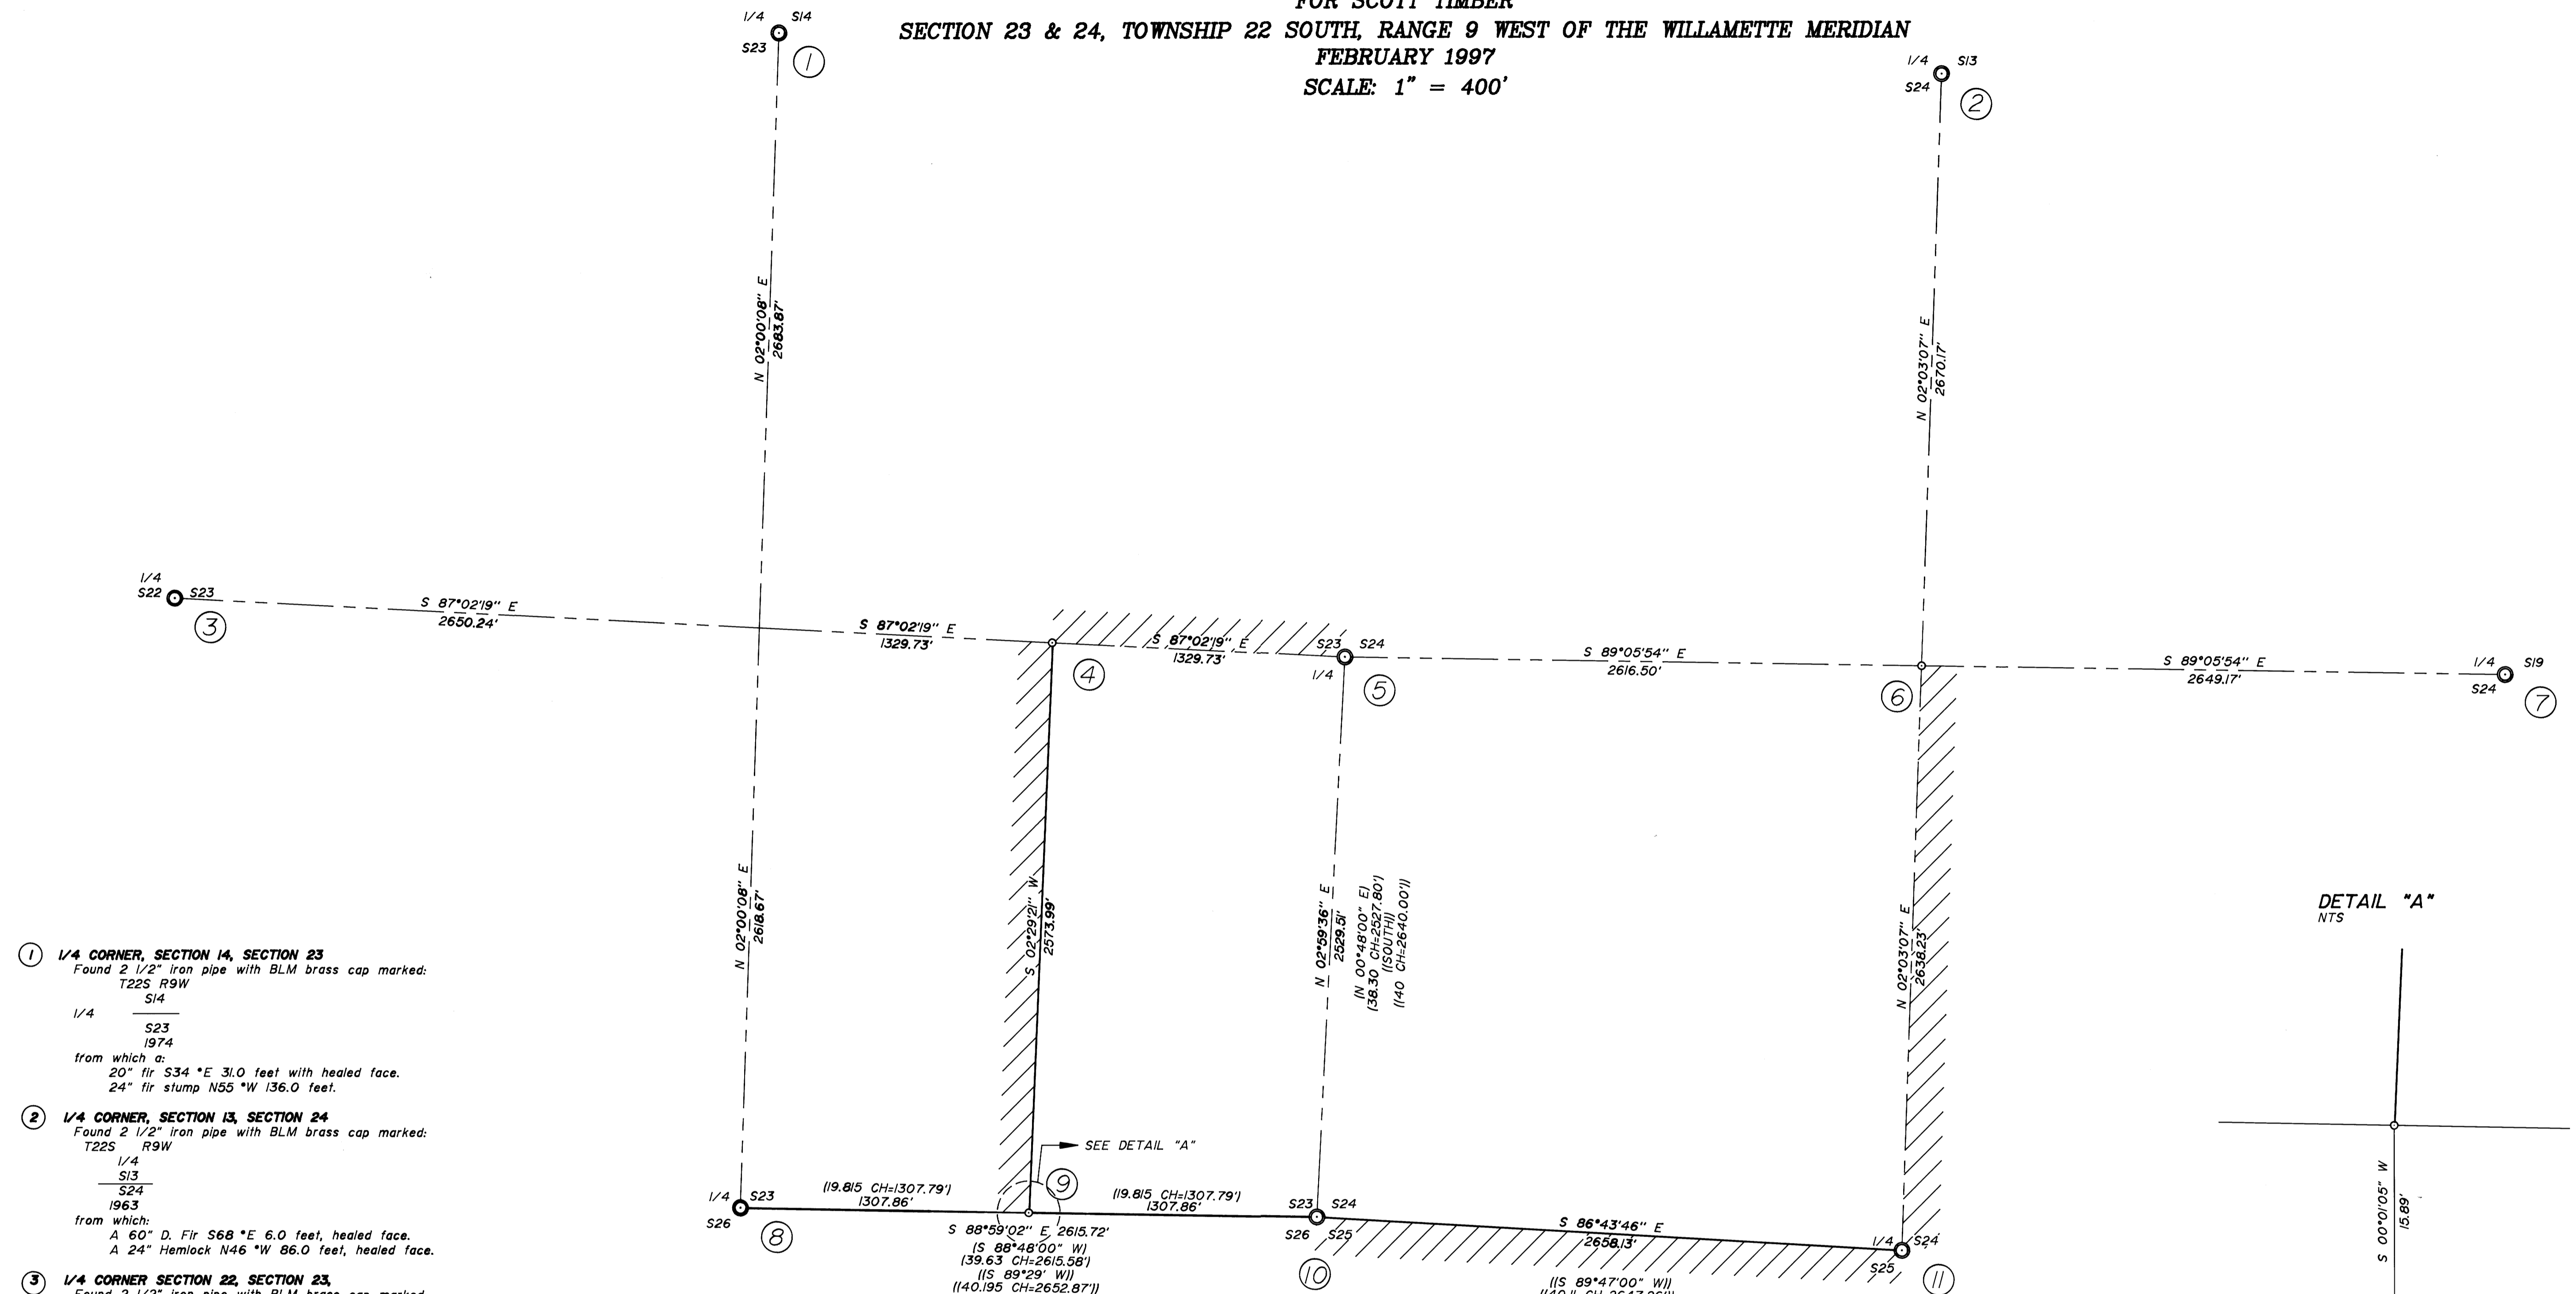 FOR SCOTT TIMBER
SECTION 23 & 24, TOWNSHIP 22 SOUTH, RANGE 9 WEST OF THE WILLAMETTE MERIDIAN
FEBRUARY 1997
SCALE: 1" = 400'
1/4 S14
S23
1
1/4 S13
S24
2
N 02°00'08" E
2683.87'
N 02°03'07" E
2670.17'
1/4
S22 S23
3
S 87°02'19" E
2650.24'
S 87°02'19" E
1329.73'
4
S 87°02'19" E
1329.73'
S23 S24
1/4
5
S 89°05'54" E
2616.50'
6
S 89°05'54" E
2649.17'
1/4 S19
S24
7
N 02°00'08" E
2618.67'
S 02°29'21" W
2573.99'
N 02°59'36" E
2529.51'
(N 00°48'00" E)
(38.30 CH=2527.80')
((SOUTH))
((40 CH=2640.00'))
N 02°03'07" E
2638.23'
DETAIL "A"
NTS
S 00°01'05" W
15.89'
1 1/4 CORNER, SECTION 14, SECTION 23
Found 2 1/2" iron pipe with BLM brass cap marked:
T22S R9W
S14
1/4
S23
1974
from which a:
20" fir S34 °E 31.0 feet with healed face.
24" fir stump N55 °W 136.0 feet.
2 1/4 CORNER, SECTION 13, SECTION 24
Found 2 1/2" iron pipe with BLM brass cap marked:
T22S R9W
1/4
S13
S24
1963
from which:
A 60" D. Fir S68 °E 6.0 feet, healed face.
A 24" Hemlock N46 °W 86.0 feet, healed face.
3 1/4 CORNER SECTION 22, SECTION 23,
Found 2 1/2" iron pipe with BLM brass cap marked
SEE DETAIL "A"
1/4 S23
S26
8
(19.815 CH=1307.79')
1307.86'
9
(19.815 CH=1307.79')
1307.86'
S 88°59'02" E 2615.72'
(S 88°48'00" W)
(39.63 CH=2615.58')
((S 89°29' W))
((40.195 CH=2652.87'))
S23 S24
S26 S25
10
S 86°43'46" E
2658.13'
((S 89°47'00" W))
1/4 S24
S25
11